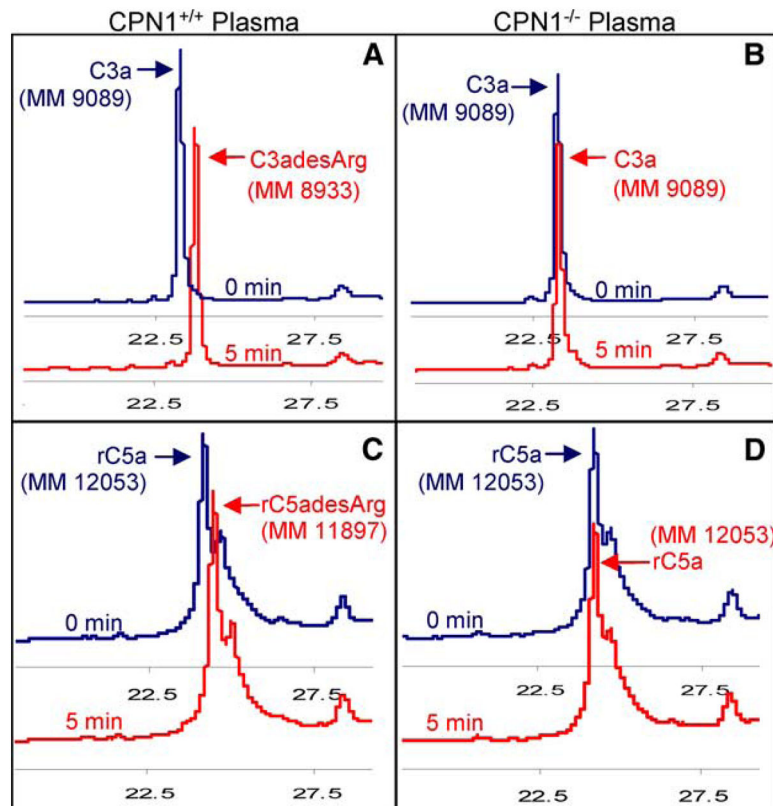 CPN1+/+ Plasma
CPN1-/- Plasma
A
C3a
(MM 9089)
C3adesArg
(MM 8933)
0 min
22.5 27.5
5 min
22.5 27.5
B
C3a
(MM 9089)
C3a
(MM 9089)
0 min
22.5 27.5
5 min
22.5 27.5
C
rC5a
(MM 12053)
rC5adesArg
(MM 11897)
0 min
22.5 27.5
5 min
22.5 27.5
D
rC5a
(MM 12053)
(MM 12053)
rC5a
0 min
22.5 27.5
5 min
22.5 27.5